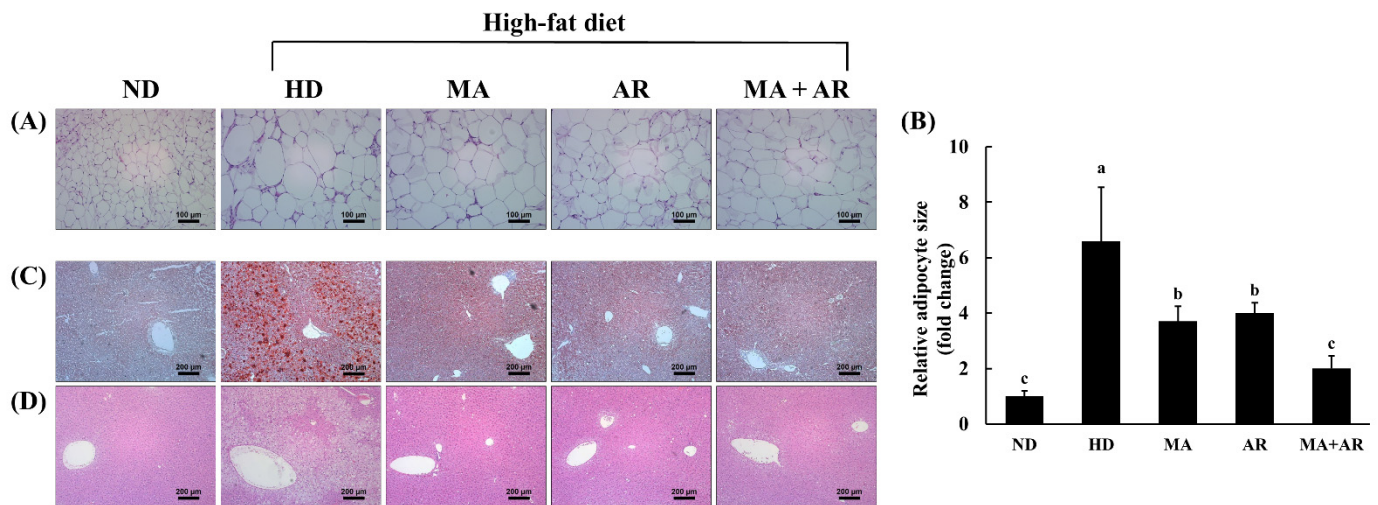 High-fat diet
ND HD MA AR MA + AR
(A)
100 µm 100 µm 100 µm 100 µm 100 µm
(C)
200 µm 200 µm 200 µm 200 µm 200 µm
(D)
200 µm 200 µm 200 µm 200 µm 200 µm
(B)
Relative adipocyte size
(fold change)
10
8
6
4
2
0
c a b b c
ND HD MA AR MA+AR